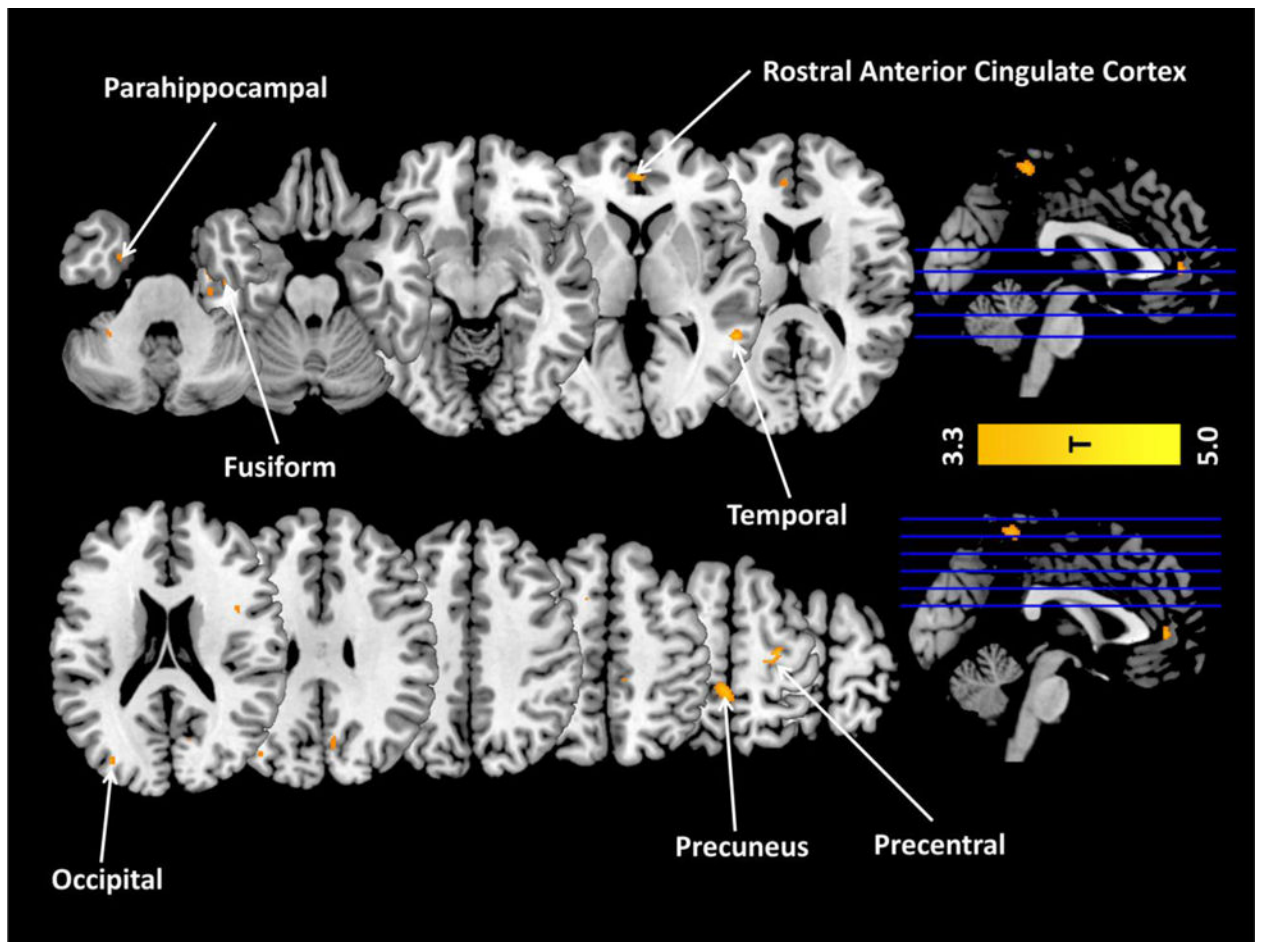 Parahippocampal
Rostral Anterior Cingulate Cortex
Fusiform
Temporal
3.3
T
5.0
Precuneus
Precentral
Occipital